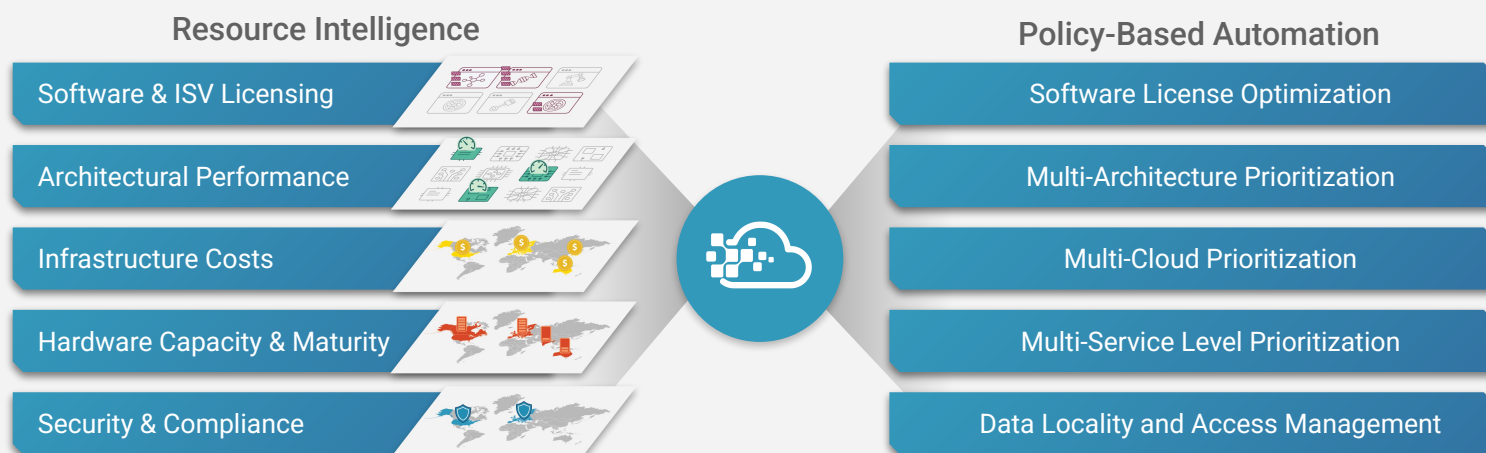 Resource Intelligence
Software & ISV Licensing
Architectural Performance
Infrastructure Costs
Hardware Capacity & Maturity
Security & Compliance
Policy-Based Automation
Software License Optimization
Multi-Architecture Prioritization
Multi-Cloud Prioritization
Multi-Service Level Prioritization
Data Locality and Access Management